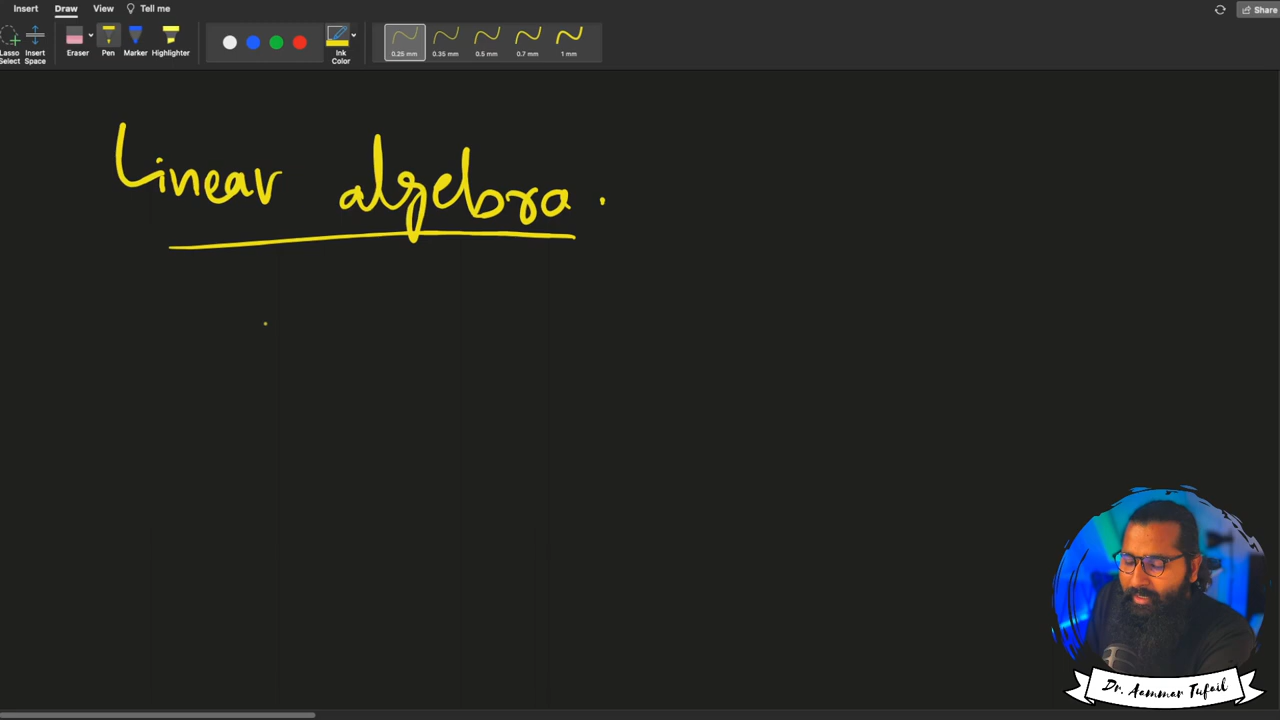 Insert Draw View Tell me Share
Lasso Select Insert Space Eraser Pen Marker Highlighter Ink Color 0.25 mm 0.35 mm 0.5 mm 0.7 mm 1 mm
Linear algebra.
Dr. Aammar Tufail